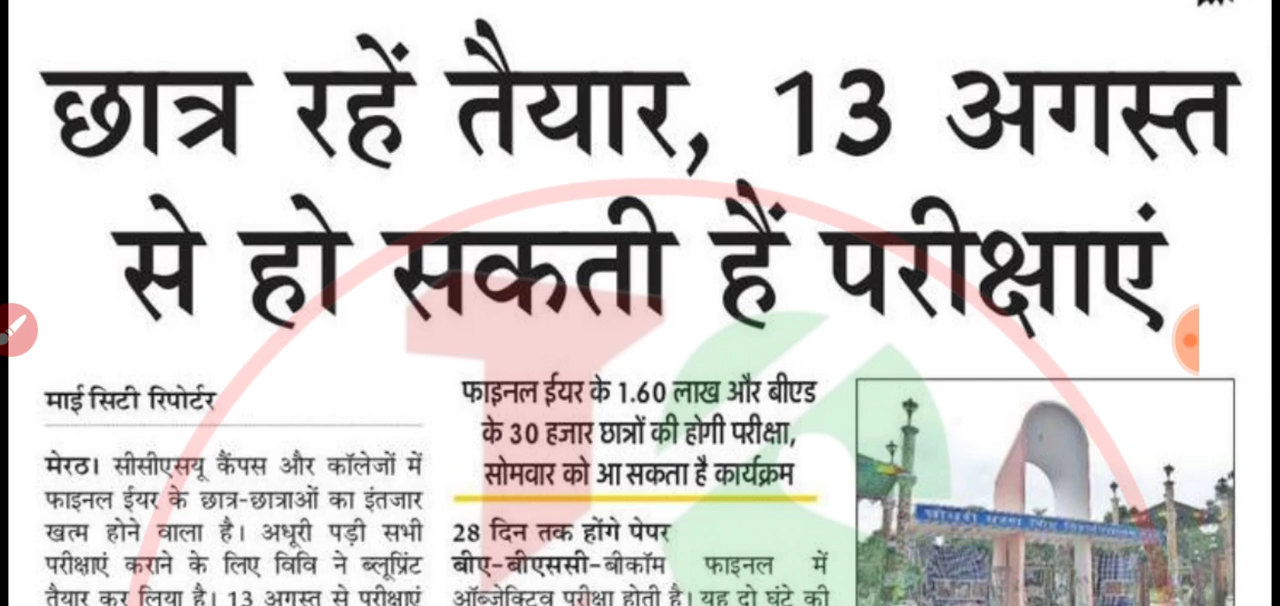 छात्र रहें तैयार, 13 अगस्त
से हो सकती हैं परीक्षाएं
माई सिटी रिपोर्टर
मेरठ। सीसीएसयू कैंपस और कॉलेजों में
फाइनल ईयर के छात्र-छात्राओं का इंतजार
खत्म होने वाला है। अधूरी पड़ी सभी
परीक्षाएं कराने के लिए विवि ने ब्लूप्रिंट
तैयार कर लिया है। 13 अगस्त से परीक्षाएं
फाइनल ईयर के 1.60 लाख और बीएड
के 30 हजार छात्रों की होगी परीक्षा,
सोमवार को आ सकता है कार्यक्रम
28 दिन तक होंगे पेपर
बीए-बीएससी-बीकॉम फाइनल में
ऑब्जेक्टिव परीक्षा होती है। यह दो घंटे की